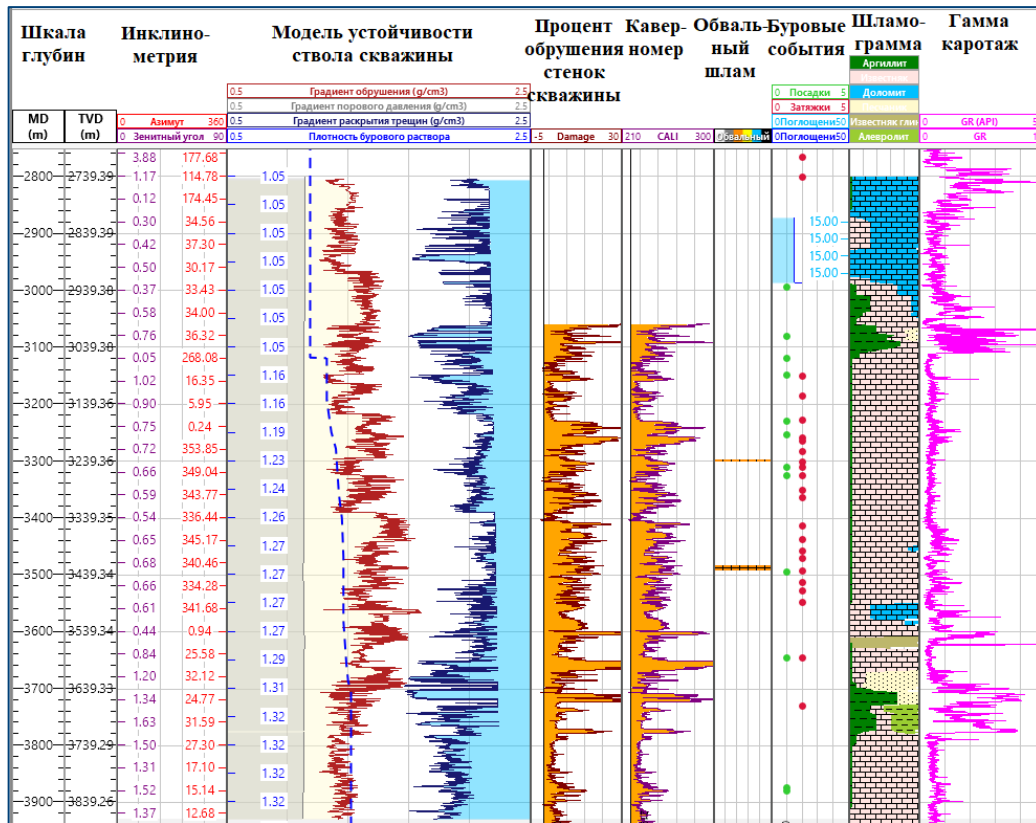 Шкала глубин
Инклино-метрия
Модель устойчивости ствола скважины
Процент обрушения стенок скважины
Кавер-номер
Обваль-ный шлам
Буровые события
Шламо-грамма
Гамма каротаж
Аргиллит
Известняк
Доломит
Известняк гли
Алевролит
0.5 Градиент обрушения (g/cm3) 2.5
0.5 Градиент порового давления (g/cm3) 2.5
0.5 Градиент раскрытия трещин (g/cm3) 2.5
0.5 Плотность бурового раствора 2.5
MD (m)
TVD (m)
0 Азимут 360
0 Зенитный угол 90
-5 Damage 30
210 CALI 300
Обвальный
0 Посадки 5
0 Затяжки 5
0 Поглощени 50
0 Поглощени 50
0 GR (API)
0 GR
3.88 177.68
2800 2739.39 1.17 114.78 1.05
0.12 174.45 1.05
0.30 34.56 1.05 15.00
2900 2839.39 0.42 37.30 1.05 15.00
15.00
0.50 30.17 1.05 15.00
3000 2939.38 0.37 33.43 1.05
0.58 34.00 1.05
0.76 36.32
3100 3039.38 0.05 268.08 1.05
1.02 16.35 1.16
3200 3139.36 0.90 5.95 1.16
0.75 0.24 1.19
0.72 353.85
3300 3239.36 0.66 349.04 1.23
0.59 343.77 1.24
3400 3339.35 0.54 336.44 1.26
0.65 345.17 1.27
0.68 340.46
3500 3439.34 0.66 334.28 1.27
0.61 341.68 1.27
3600 3539.34 0.44 0.94 1.27
0.84 25.58 1.29
1.20 32.12
3700 3639.33 1.34 24.77 1.31
1.63 31.59 1.32
3800 3739.29 1.50 27.30 1.32
1.31 17.10 1.32
1.52 15.14
3900 3839.26 1.37 12.68 1.32